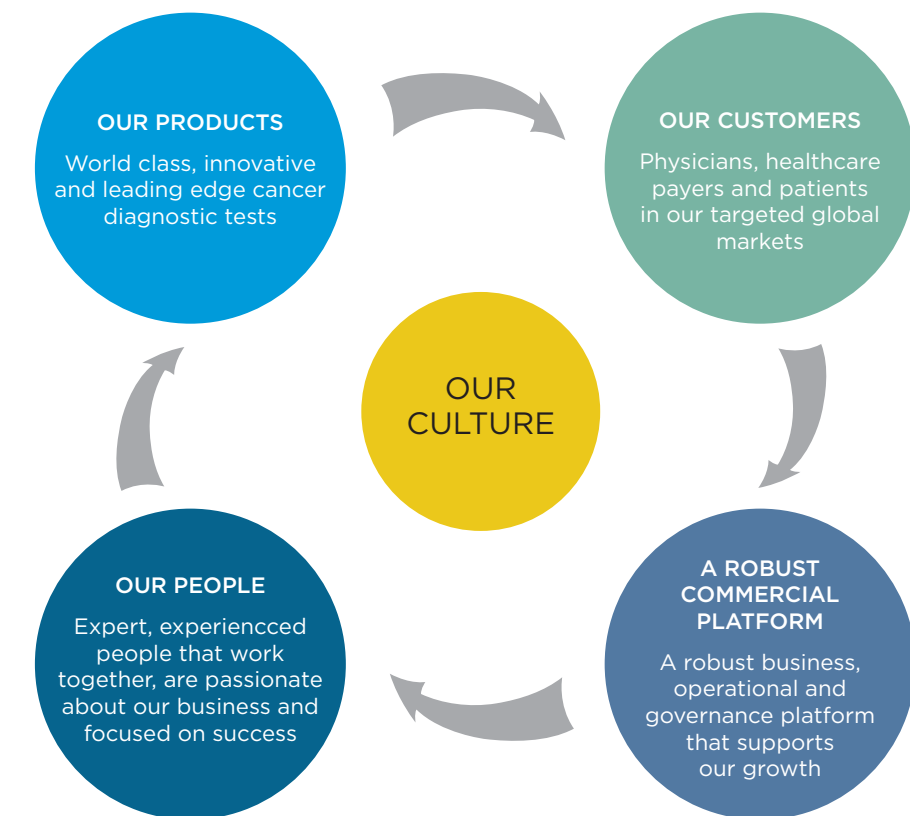 OUR PRODUCTS
World class, innovative
and leading edge cancer
diagnostic tests
OUR CUSTOMERS
Physicians, healthcare
payers and patients
in our targeted global
markets
OUR
CULTURE
OUR PEOPLE
Expert, experiencced
people that work
together, are passionate
about our business and
focused on success
A ROBUST
COMMERCIAL
PLATFORM
A robust business,
operational and
governance platform
that supports
our growth